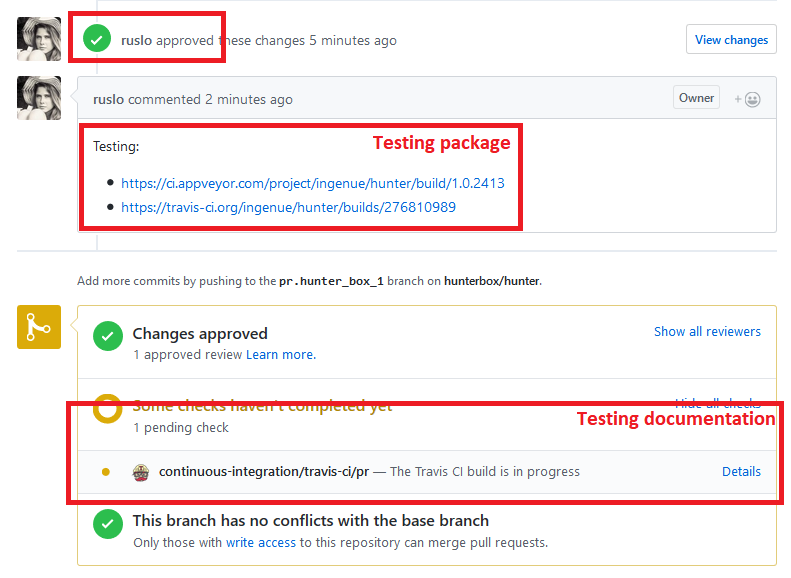 ruslo approved these changes 5 minutes ago
View changes
ruslo commented 2 minutes ago
Owner
+
Testing:
Testing package
• https://ci.appveyor.com/project/ingenue/hunter/build/1.0.2413
• https://travis-ci.org/ingenue/hunter/builds/276810989
Add more commits by pushing to the pr.hunter_box_1 branch on hunterbox/hunter.
Changes approved
Show all reviewers
1 approved review Learn more.
Some checks haven't completed yet
Hide all checks
Testing documentation
1 pending check
continuous-integration/travis-ci/pr — The Travis CI build is in progress
Details
This branch has no conflicts with the base branch
Only those with write access to this repository can merge pull requests.